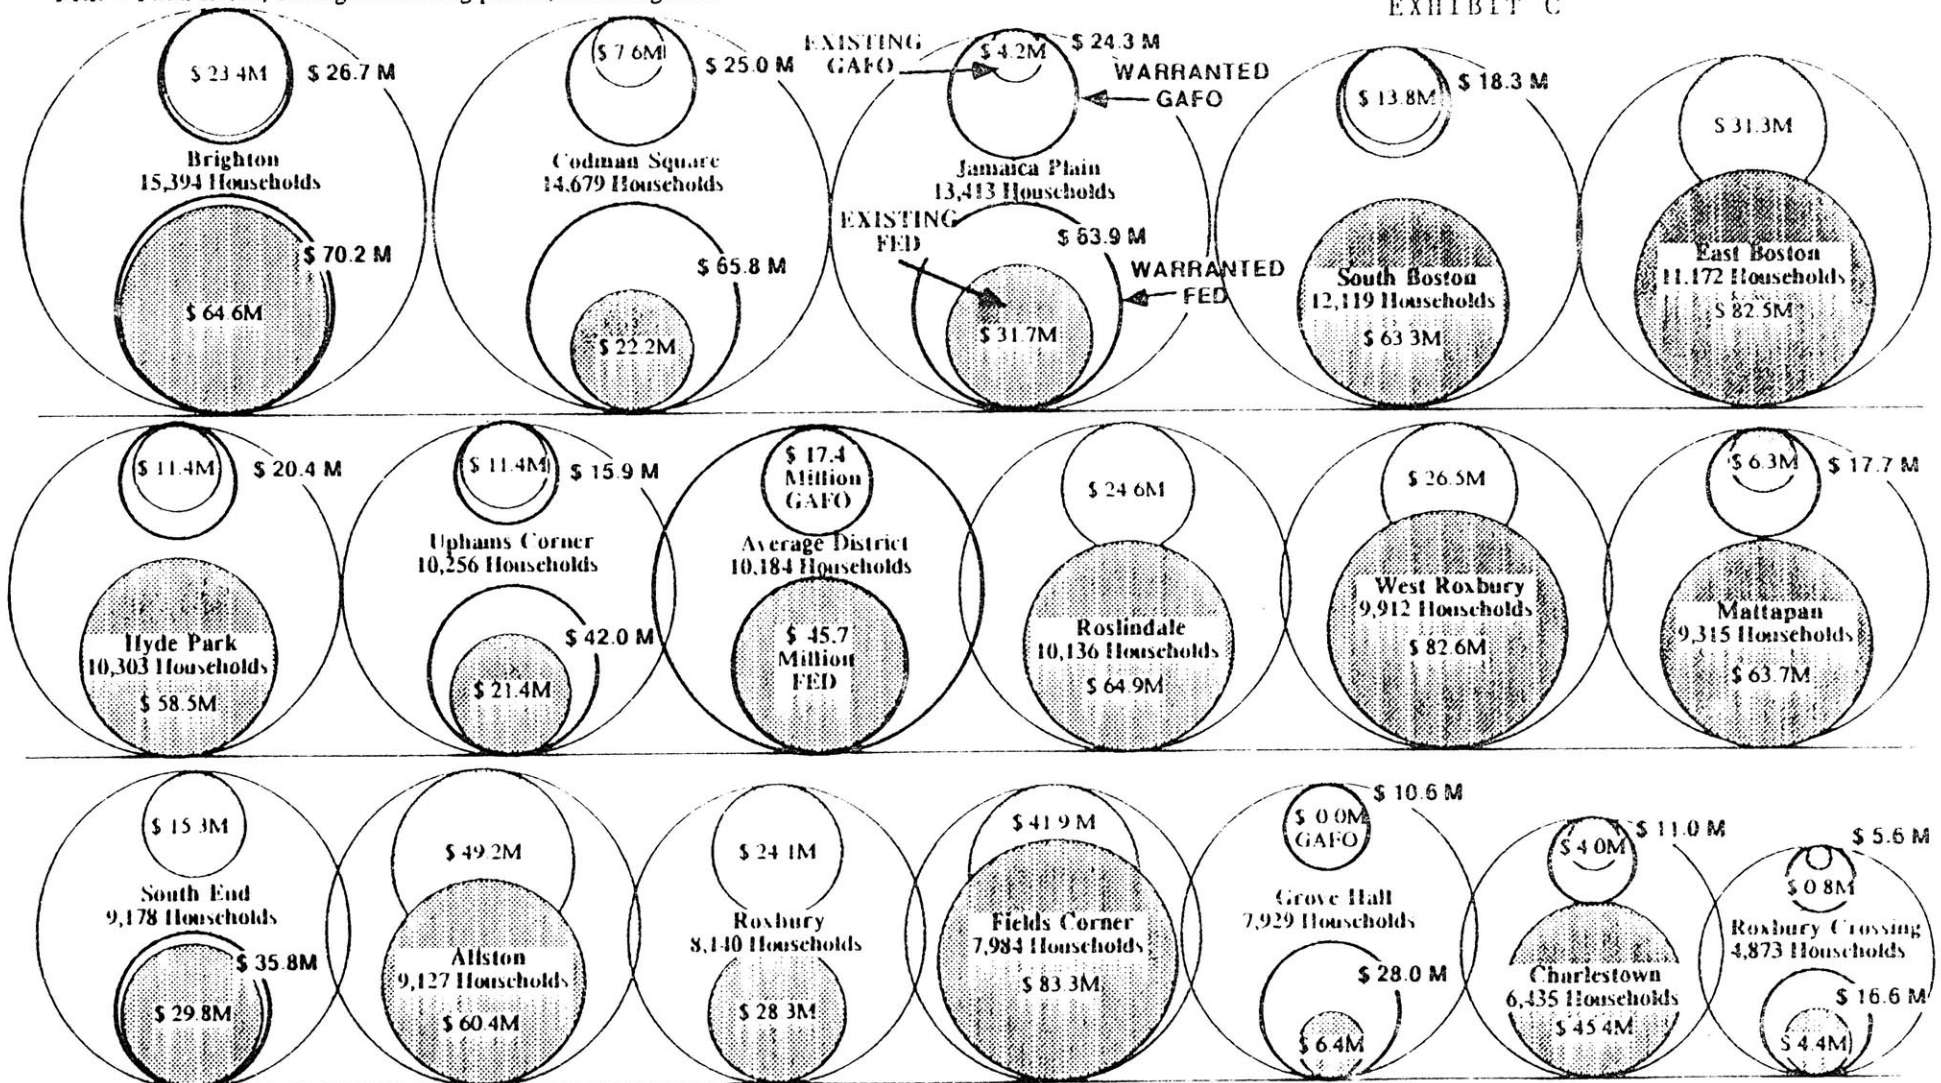 EXHIBIT C
$ 23.4M
$ 26.7 M
Brighton
15,394 Households
$ 70.2 M
$ 64.6M
$ 7.6M
$ 25.0 M
Codman Square
14,679 Households
$ 65.8 M
$ 22.2M
EXISTING
GAFO
$ 4.2M
$ 24.3 M
WARRANTED
GAFO
Jamaica Plain
13,413 Households
EXISTING
FED
$ 63.9 M
WARRANTED
FED
$ 31.7M
$ 13.8M
$ 18.3 M
South Boston
12,119 Households
$ 63.3M
$ 31.3M
East Boston
11,172 Households
$ 82.5M
$ 11.4M
$ 20.4 M
Hyde Park
10,303 Households
$ 58.5M
$ 11.4M
$ 15.9 M
Uphams Corner
10,256 Households
$ 42.0 M
$ 21.4M
$ 17.4
Million
GAFO
Average District
10,184 Households
$ 45.7
Million
FED
$ 24.6M
Roslindale
10,136 Households
$ 64.9M
$ 26.5M
West Roxbury
9,912 Households
$ 82.6M
$ 6.3M
$ 17.7 M
Mattapan
9,315 Households
$ 63.7M
$ 15.3M
South End
9,178 Households
$ 35.8M
$ 29.8M
$ 49.2M
Allston
9,127 Households
$ 60.4M
$ 24.1M
Roxbury
8,140 Households
$ 28.3M
$ 41.9 M
Fields Corner
7,984 Households
$ 83.3M
$ 0.0M
GAFO
$ 10.6 M
Grove Hall
7,929 Households
$ 28.0 M
$ 6.4M
$ 4.0M
$ 11.0 M
Charlestown
6,435 Households
$ 45.4M
$ 5.6 M
$ 0.8M
Roxbury Crossing
4,873 Households
$ 16.6 M
$ 4.4M